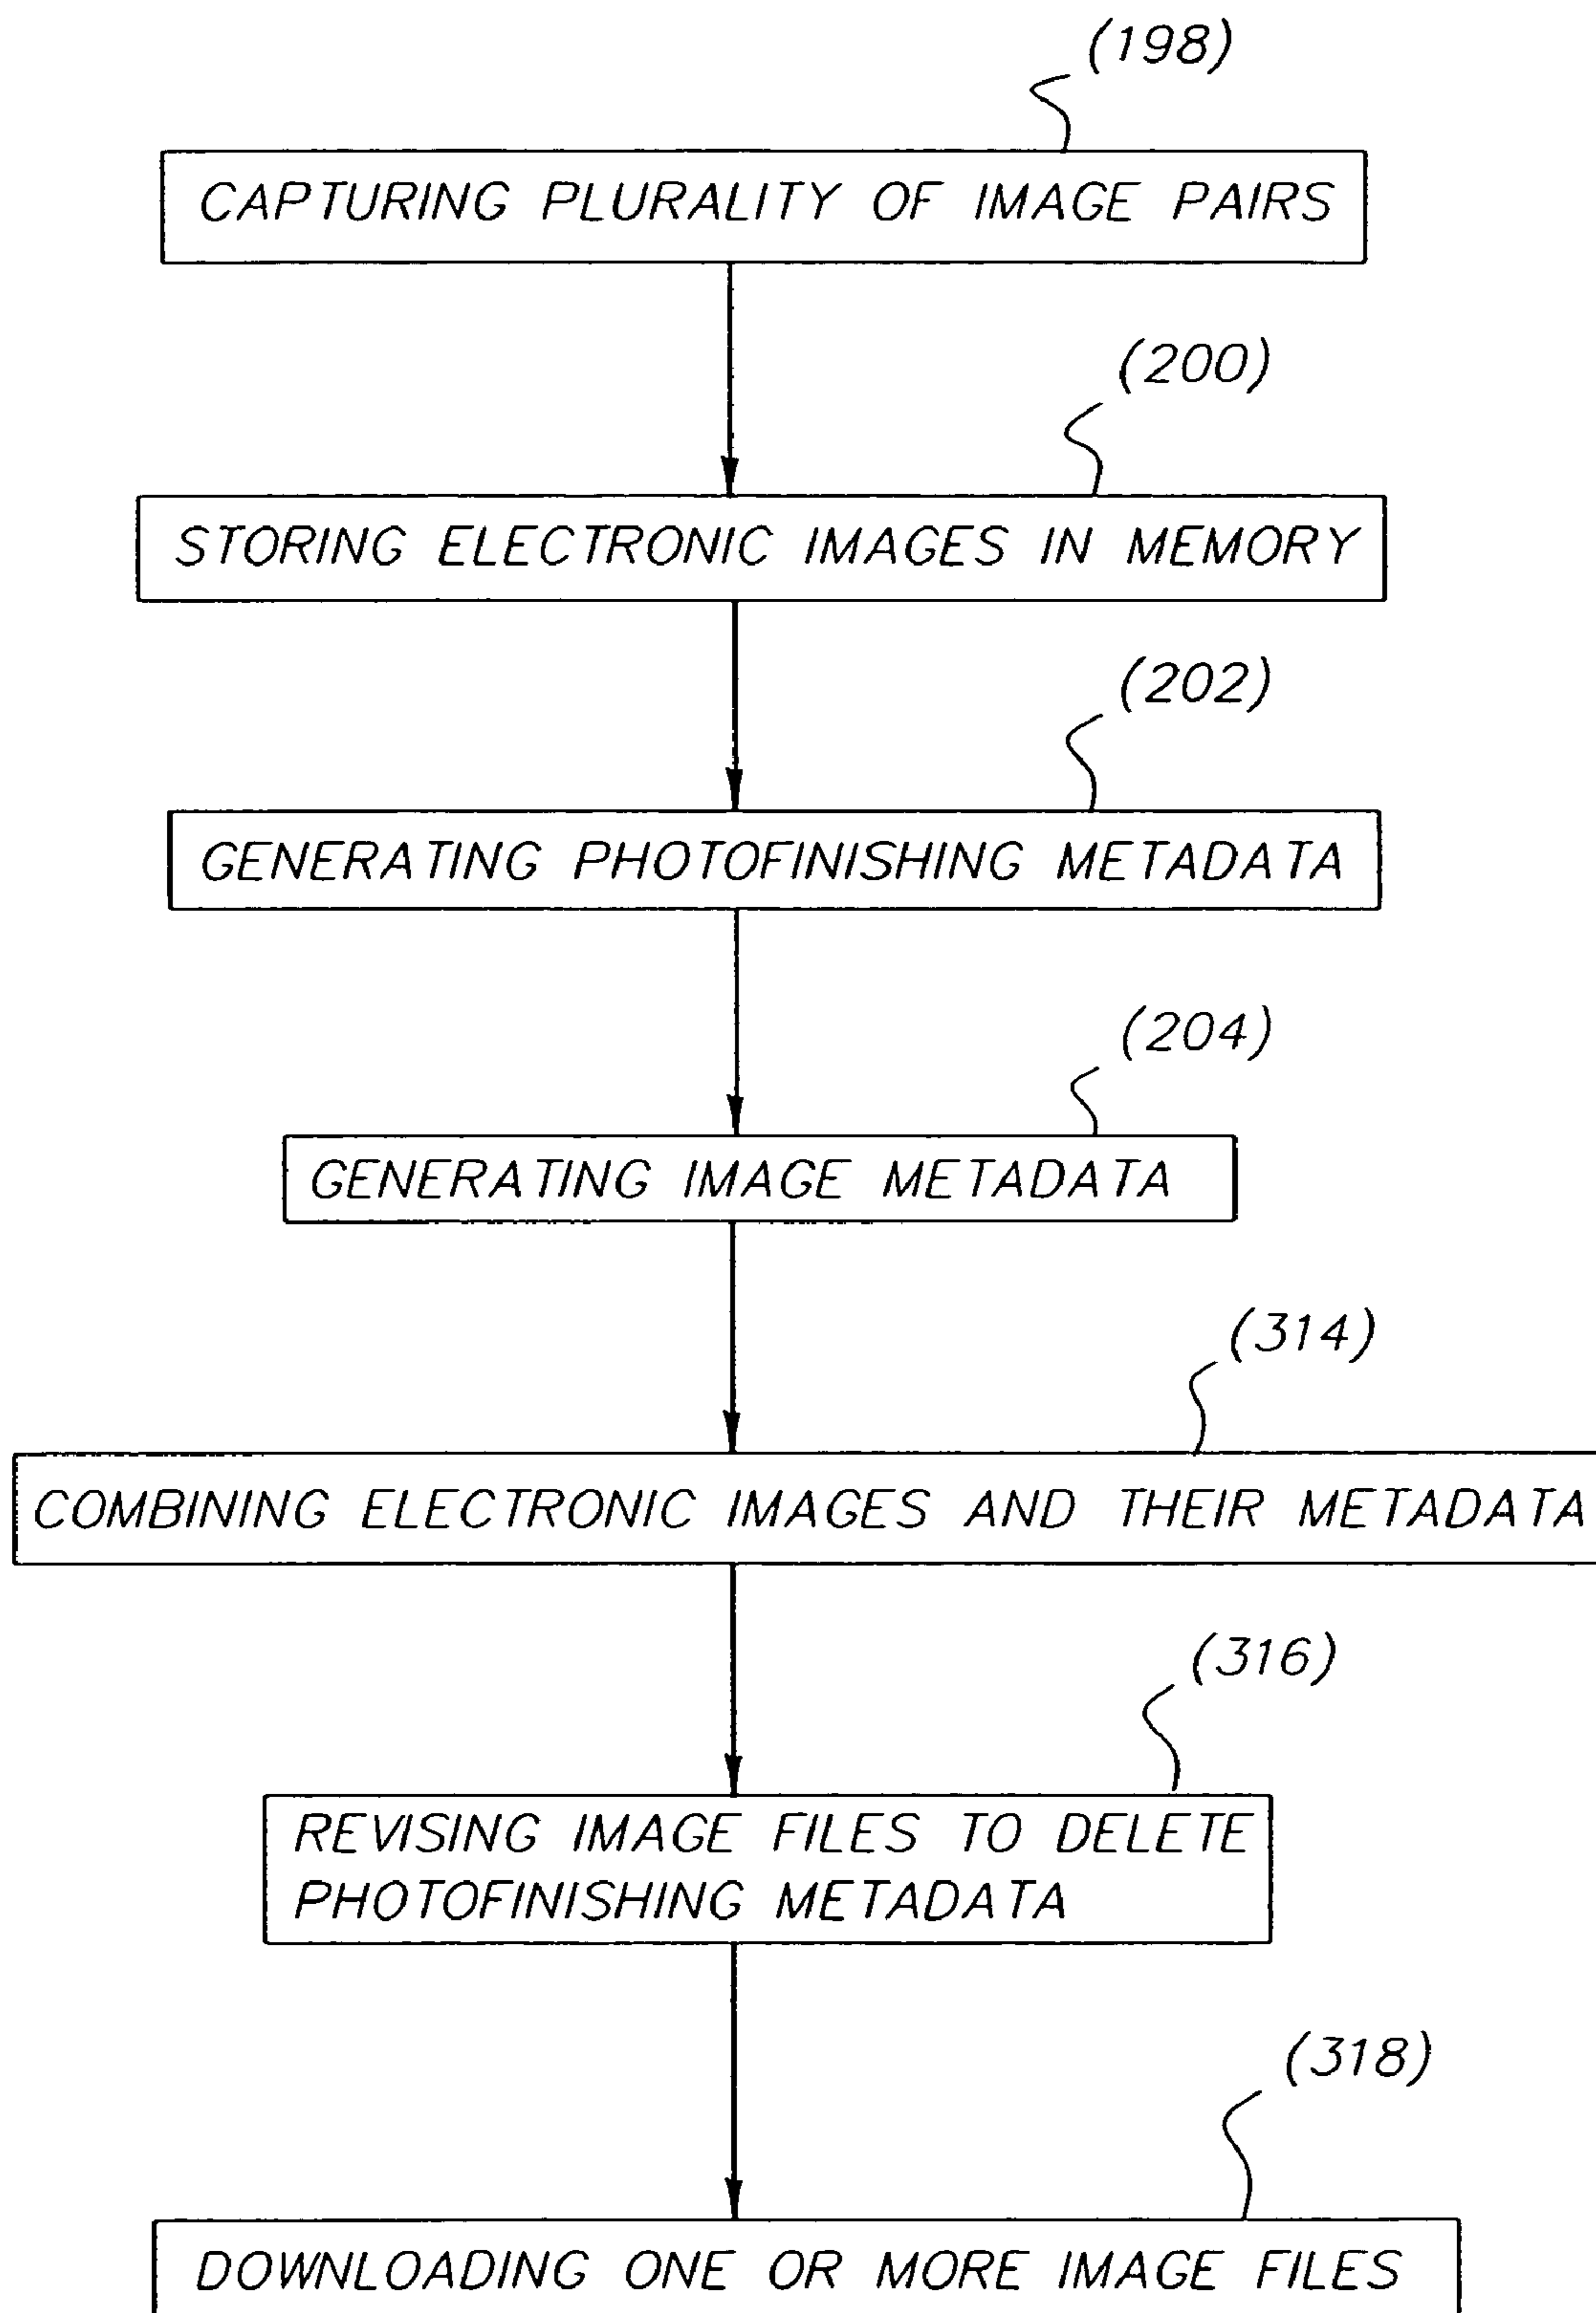 (198)
CAPTURING PLURALITY OF IMAGE PAIRS
(200)
STORING ELECTRONIC IMAGES IN MEMORY
(202)
GENERATING PHOTOFINISHING METADATA
(204)
GENERATING IMAGE METADATA
(314)
COMBINING ELECTRONIC IMAGES AND THEIR METADATA
(316)
REVISING IMAGE FILES TO DELETE
PHOTOFINISHING METADATA
(318)
DOWNLOADING ONE OR MORE IMAGE FILES